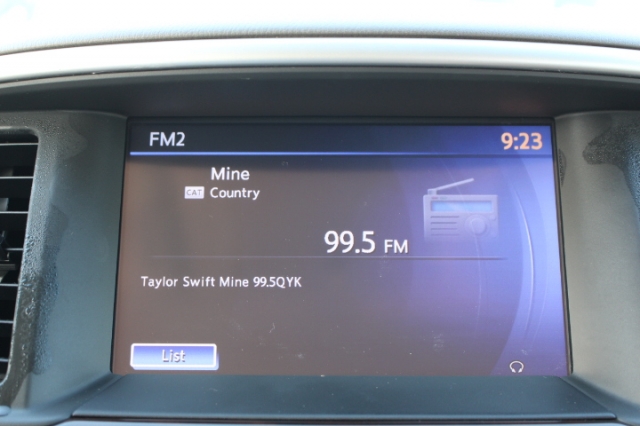 FM2 9:23
Mine
CAT Country
99.5 FM
Taylor Swift Mine 99.5QYK
List